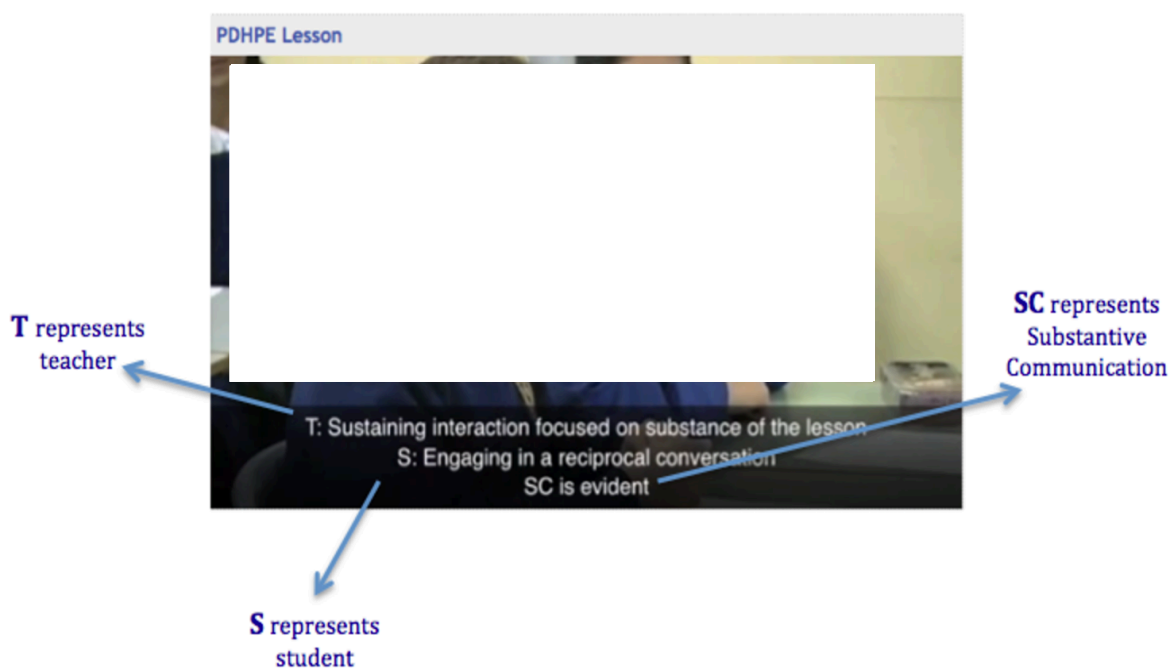 PDHPE Lesson
T represents
teacher
SC represents
Substantive
Communication
T: Sustaining interaction focused on substance of the lesson
S: Engaging in a reciprocal conversation
SC is evident
S represents
student